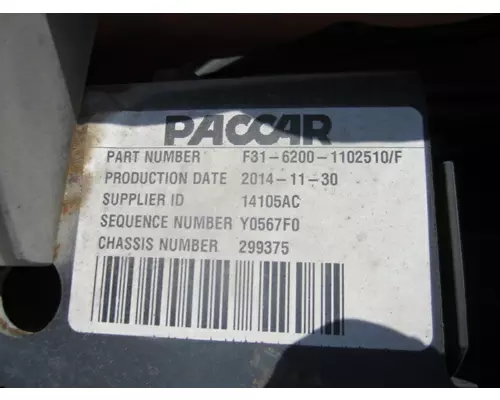 PACCAR
PART NUMBER F31-6200-1102510/F
PRODUCTION DATE 2014-11-30
SUPPLIER ID 14105AC
SEQUENCE NUMBER Y0567F0
CHASSIS NUMBER 299375